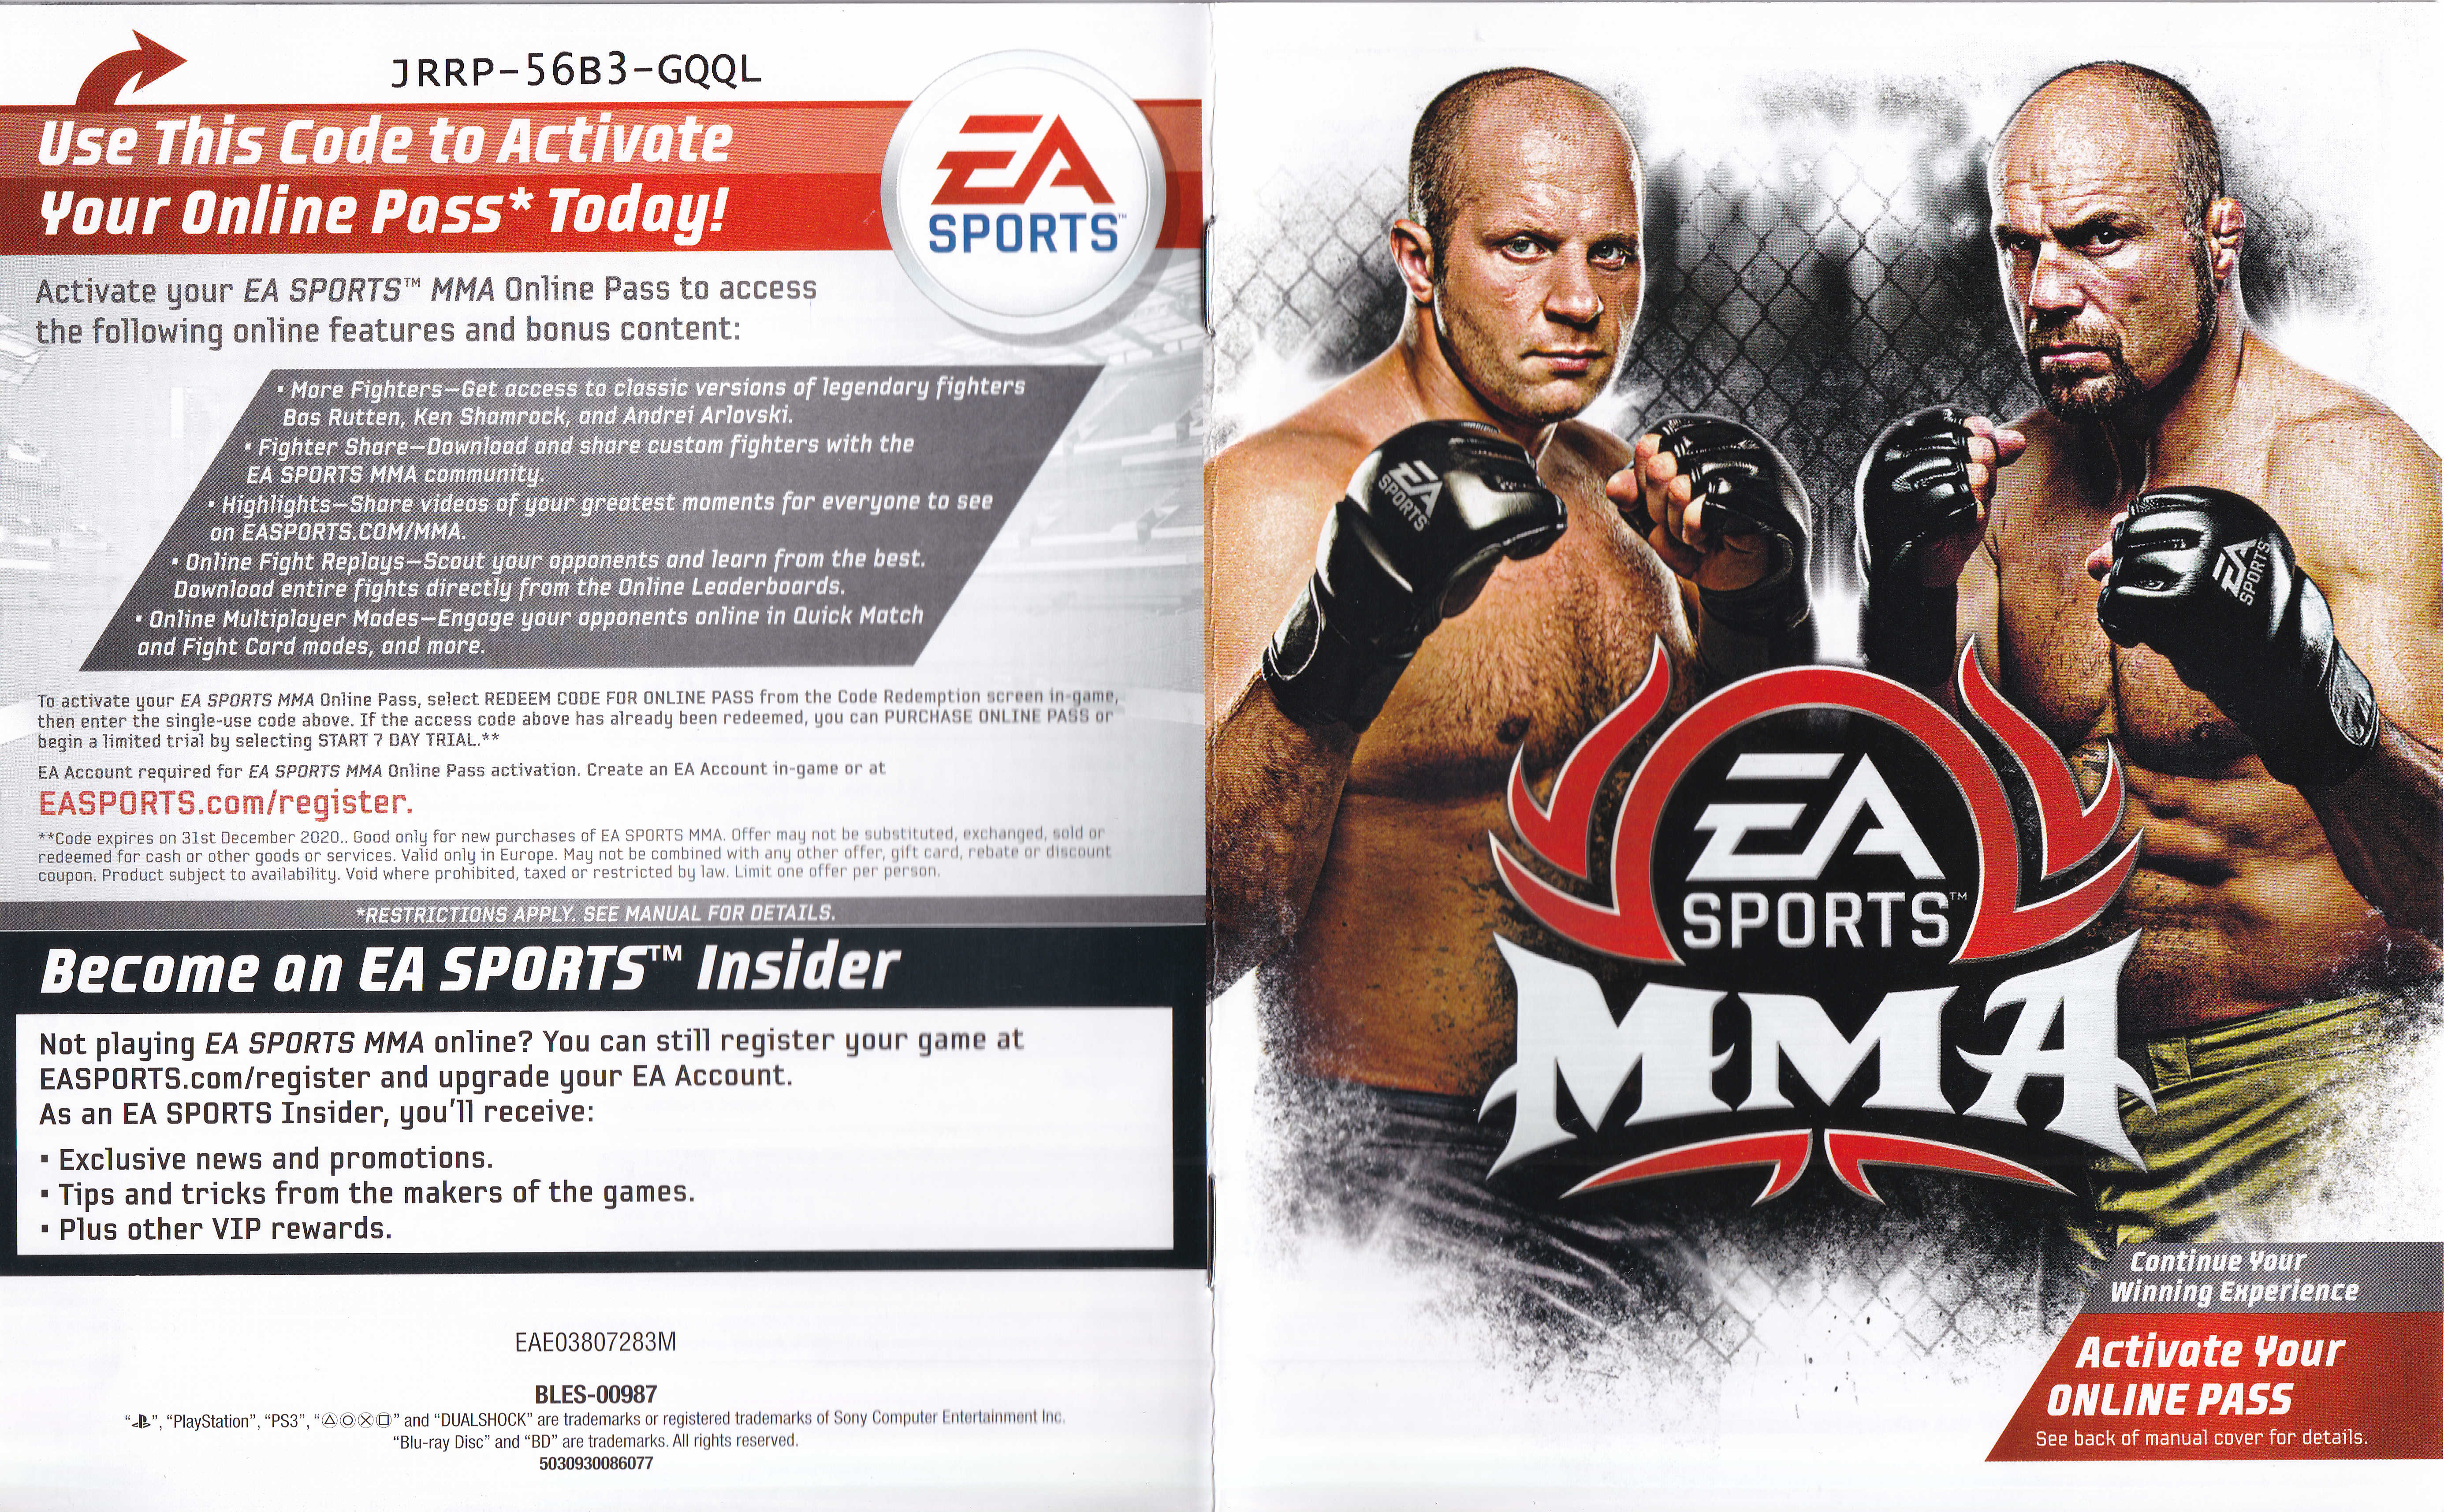 JRRP-56B3-GQQL
Use This Code to Activate
Your Online Pass* Today!
EA
SPORTS™
Activate your EA SPORTS™ MMA Online Pass to access
the following online features and bonus content:
▪ More Fighters—Get access to classic versions of legendary fighters
Bas Rutten, Ken Shamrock, and Andrei Arlovski.
▪ Fighter Share—Download and share custom fighters with the
EA SPORTS MMA community.
▪ Highlights—Share videos of your greatest moments for everyone to see
on EASPORTS.COM/MMA.
▪ Online Fight Replays—Scout your opponents and learn from the best.
Download entire fights directly from the Online Leaderboards.
▪ Online Multiplayer Modes—Engage your opponents online in Quick Match
and Fight Card modes, and more.
To activate your EA SPORTS MMA Online Pass, select REDEEM CODE FOR ONLINE PASS from the Code Redemption screen in-game,
then enter the single-use code above. If the access code above has already been redeemed, you can PURCHASE ONLINE PASS or
begin a limited trial by selecting START 7 DAY TRIAL.**
EA Account required for EA SPORTS MMA Online Pass activation. Create an EA Account in-game or at
EASPORTS.com/register.
**Code expires on 31st December 2020.. Good only for new purchases of EA SPORTS MMA. Offer may not be substituted, exchanged, sold or
redeemed for cash or other goods or services. Valid only in Europe. May not be combined with any other offer, gift card, rebate or discount
coupon. Product subject to availability. Void where prohibited, taxed or restricted by law. Limit one offer per person.
*RESTRICTIONS APPLY. SEE MANUAL FOR DETAILS.
Become an EA SPORTS™ Insider
Not playing EA SPORTS MMA online? You can still register your game at
EASPORTS.com/register and upgrade your EA Account.
As an EA SPORTS Insider, you'll receive:
▪ Exclusive news and promotions.
▪ Tips and tricks from the makers of the games.
▪ Plus other VIP rewards.
EAE03807283M
BLES-00987
"PS", "PlayStation", "PS3", "△○✕□" and "DUALSHOCK" are trademarks or registered trademarks of Sony Computer Entertainment Inc.
"Blu-ray Disc" and "BD" are trademarks. All rights reserved.
5030930086077
EA
SPORTS
EA
SPORTS
EA
SPORTS™
MMA
Continue Your
Winning Experience
Activate Your
ONLINE PASS
See back of manual cover for details.